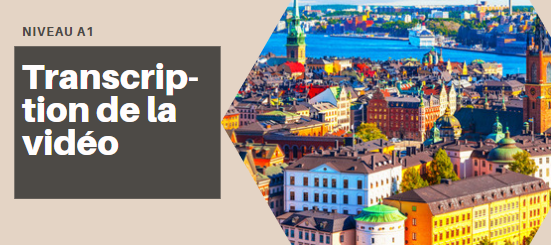 NIVEAU A1
Transcrip-
tion de la
vidéo